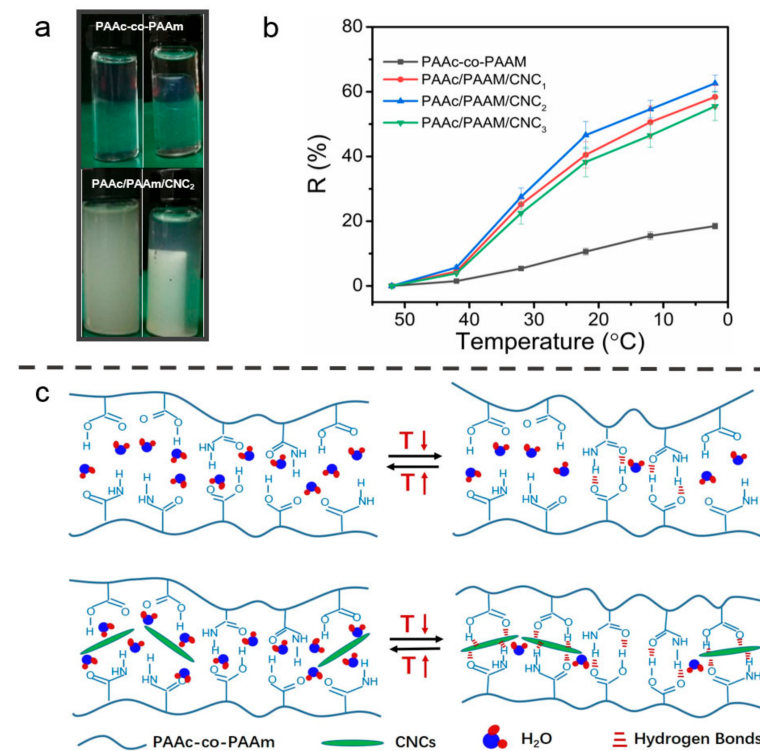 a
PAAc-co-PAAm
PAAc/PAAm/CNC₂
b
80
60
40
20
0
R (%)
PAAc-co-PAAM
PAAc/PAAM/CNC₁
PAAc/PAAM/CNC₂
PAAc/PAAM/CNC₃
50 40 30 20 10 0
Temperature (°C)
c
T↓
T↑
T↓
T↑
PAAc-co-PAAm CNCs H₂O Hydrogen Bonds